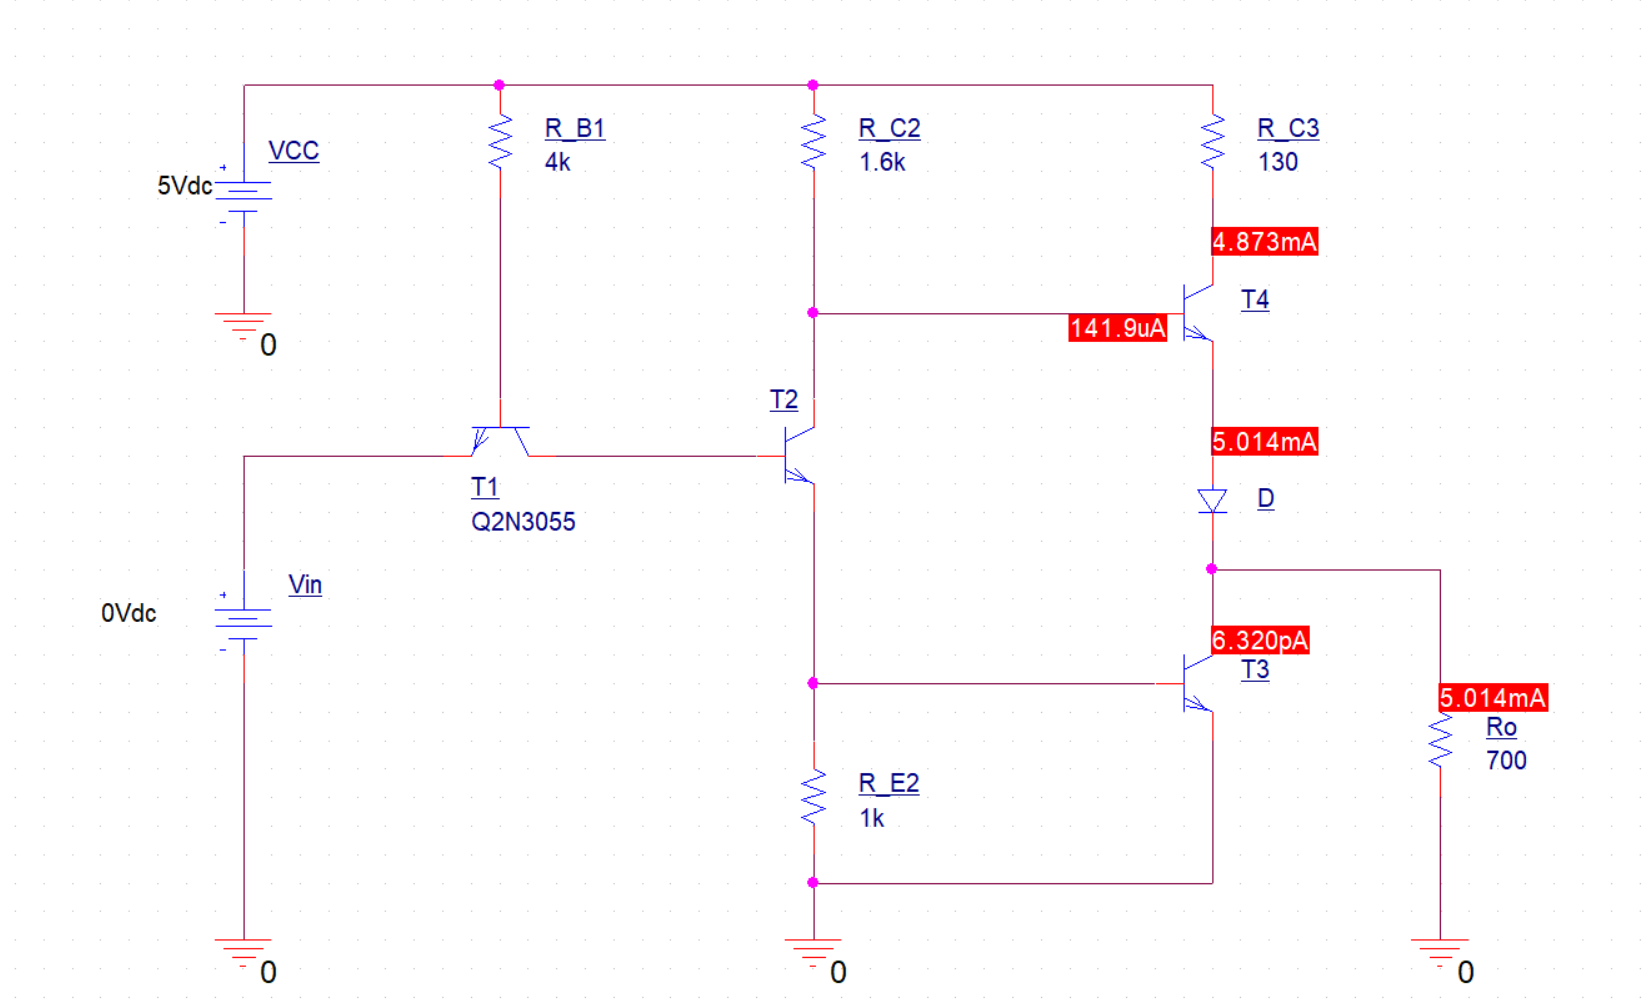 R_B1
4k
R_C2
1.6k
R_C3
130
VCC
5Vdc
+
-
0
4.873mA
T4
141.9uA
T2
5.014mA
T1
Q2N3055
D
Vin
0Vdc
+
-
6.320pA
T3
5.014mA
Ro
700
R_E2
1k
0
0
0